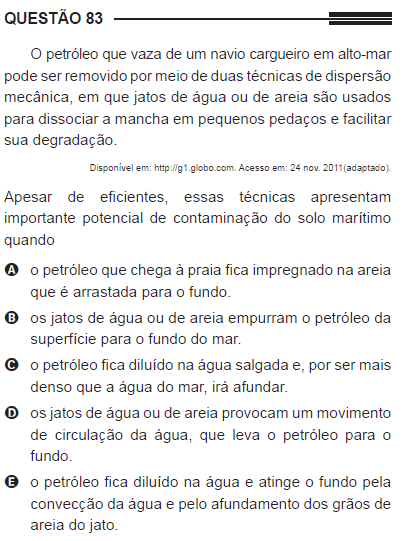 QUESTÃO 83
O petróleo que vaza de um navio cargueiro em alto-mar
pode ser removido por meio de duas técnicas de dispersão
mecânica, em que jatos de água ou de areia são usados
para dissociar a mancha em pequenos pedaços e facilitar
sua degradação.
Disponível em: http://g1.globo.com. Acesso em: 24 nov. 2011(adaptado).
Apesar de eficientes, essas técnicas apresentam
importante potencial de contaminação do solo marítimo
quando
A o petróleo que chega à praia fica impregnado na areia
que é arrastada para o fundo.
B os jatos de água ou de areia empurram o petróleo da
superfície para o fundo do mar.
C o petróleo fica diluído na água salgada e, por ser mais
denso que a água do mar, irá afundar.
D os jatos de água ou de areia provocam um movimento
de circulação da água, que leva o petróleo para o
fundo.
E o petróleo fica diluído na água e atinge o fundo pela
convecção da água e pelo afundamento dos grãos de
areia do jato.